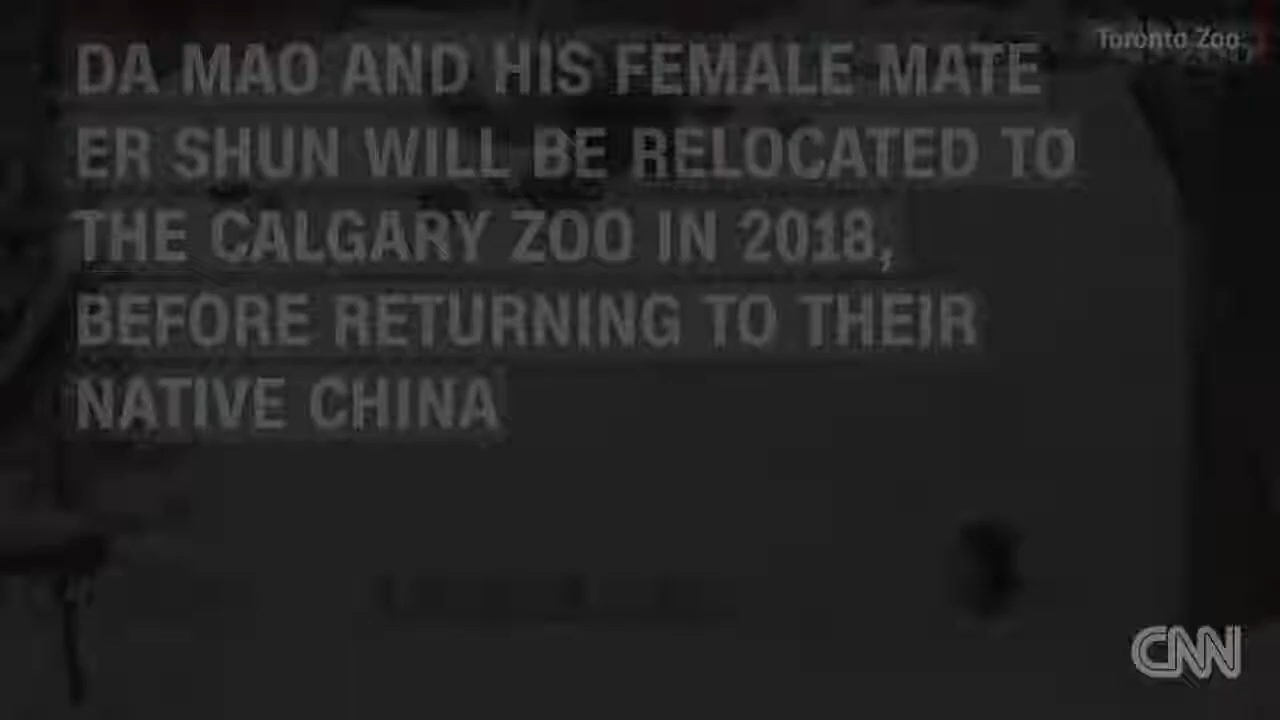 Toronto Zoo
DA MAO AND HIS FEMALE MATE
ER SHUN WILL BE RELOCATED TO
THE CALGARY ZOO IN 2018,
BEFORE RETURNING TO THEIR
NATIVE CHINA
CNN